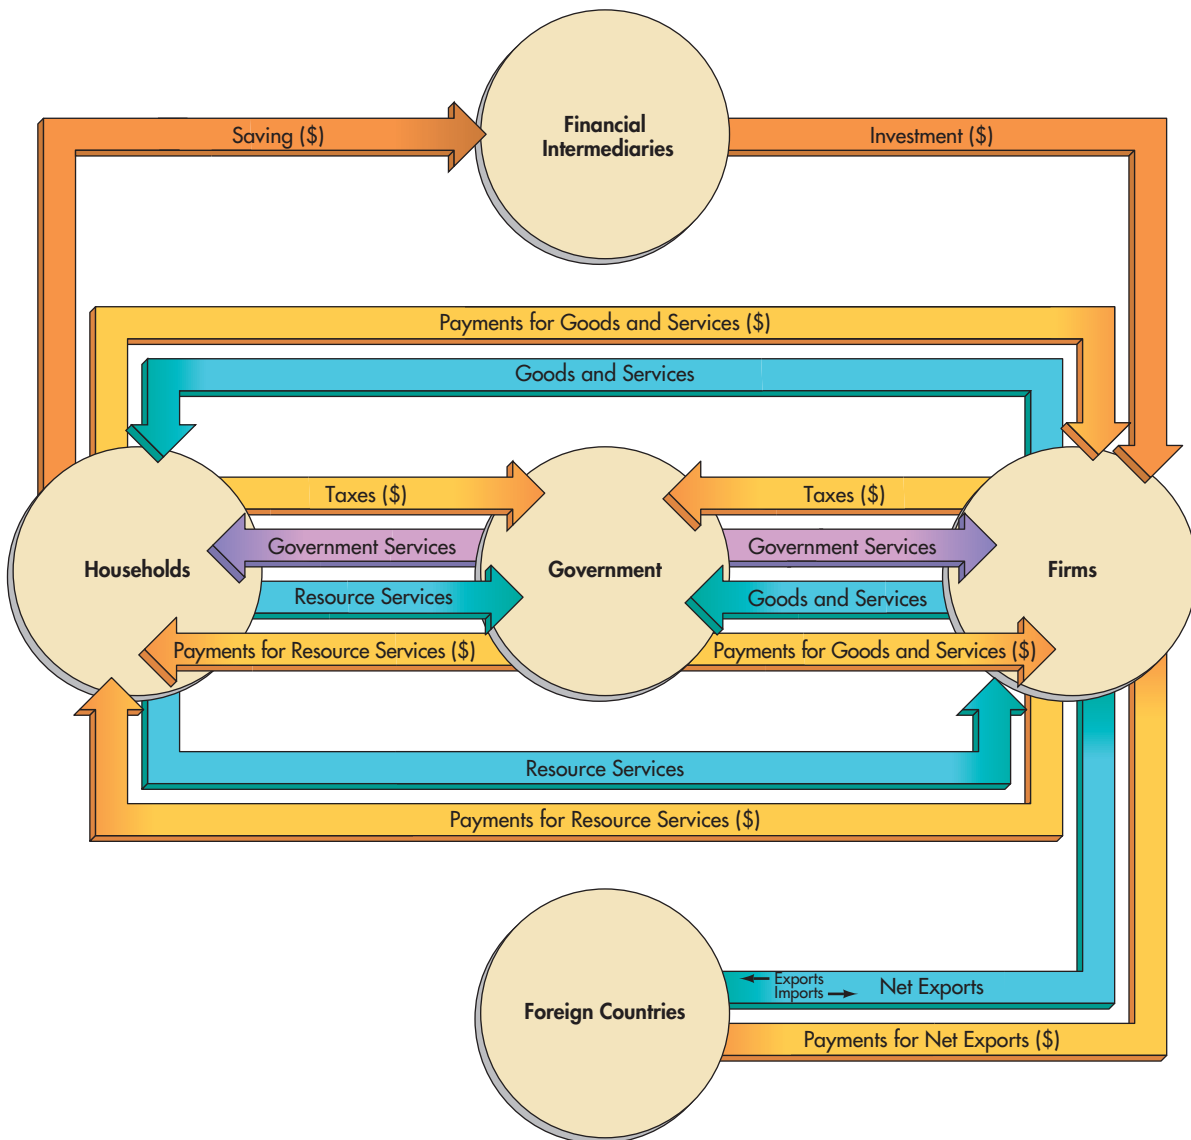 Financial
Intermediaries
Saving ($)
Investment ($)
Payments for Goods and Services ($)
Goods and Services
Taxes ($)
Taxes ($)
Government Services
Government Services
Households
Government
Firms
Resource Services
Goods and Services
Payments for Resource Services ($)
Payments for Goods and Services ($)
Resource Services
Payments for Resource Services ($)
Exports
Imports
Net Exports
Foreign Countries
Payments for Net Exports ($)